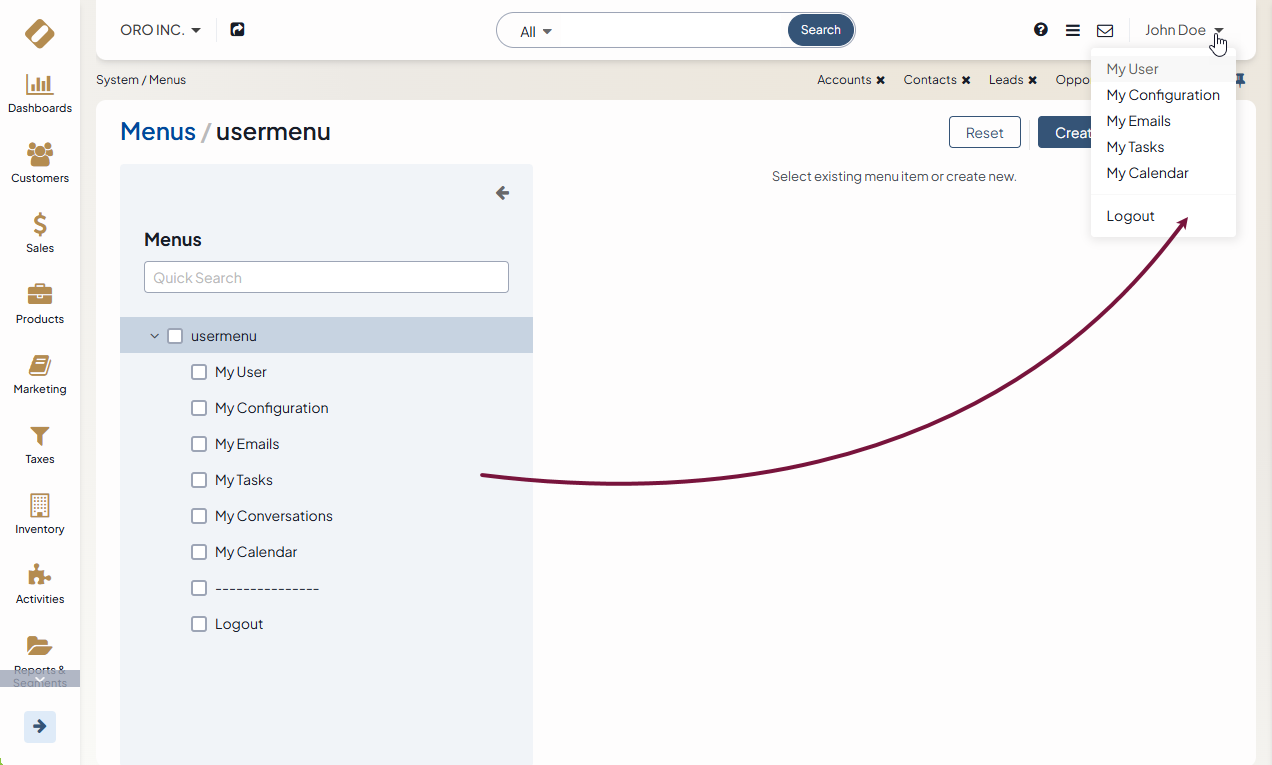 ORO INC.
All
Search
John Doe
System / Menus
Accounts
Contacts
Leads
Oppo
My User
My Configuration
My Emails
My Tasks
My Calendar
Logout
Menus / usermenu
Reset
Creat
Select existing menu item or create new.
Menus
Quick Search
usermenu
My User
My Configuration
My Emails
My Tasks
My Conversations
My Calendar
---------------
Logout
Dashboards
Customers
Sales
Products
Marketing
Taxes
Inventory
Activities
Reports &
Segments